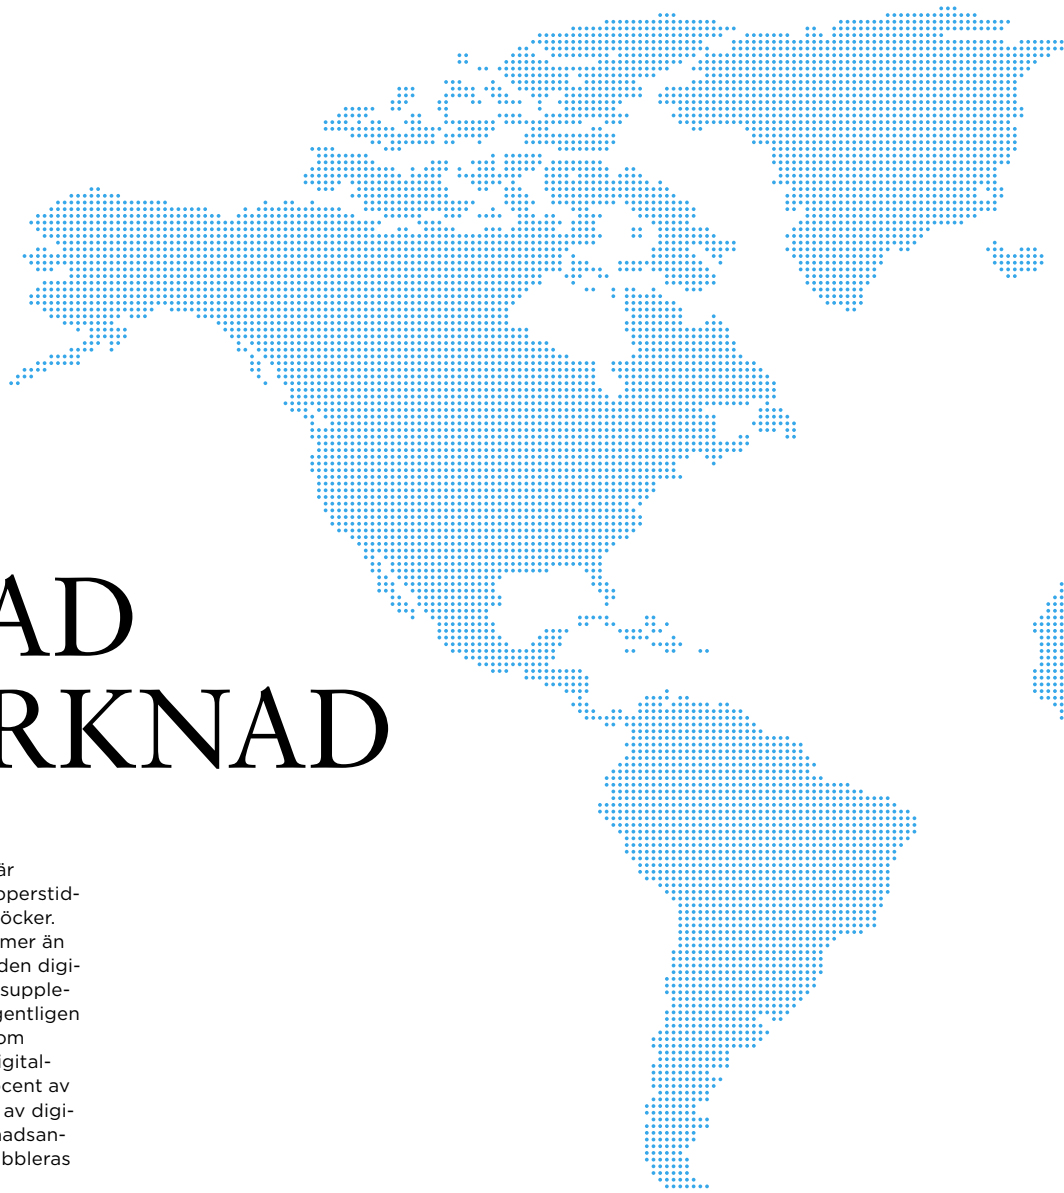 AD
RKNAD
är
pperstid-
öcker.
mer än
den digi-
supple-
gentligen
om
igital-
cent av
av digi-
nadsan-
bbleras